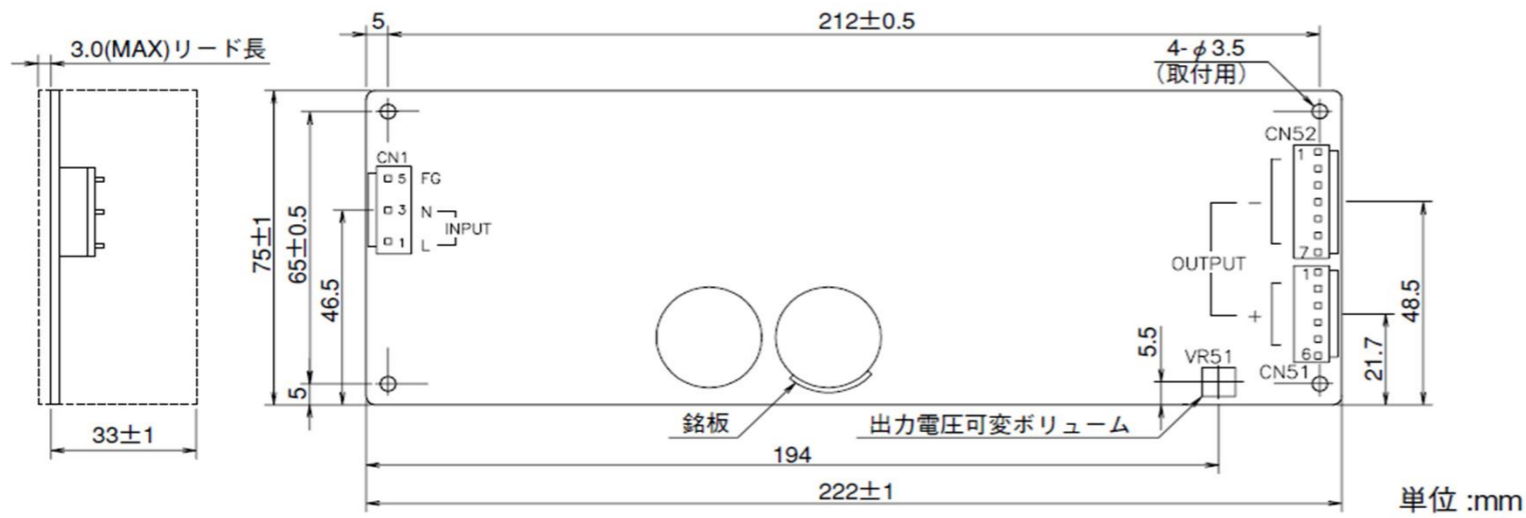 5
212±0.5
3.0(MAX)リード長
4-φ3.5
(取付用)
CN52
1
7
CN1
5 FG
3 N
1 L
INPUT
75±1
65±0.5
46.5
5
-
OUTPUT
+
1
6
CN51
48.5
21.7
5.5
VR51
銘板
出力電圧可変ボリューム
33±1
194
222±1
単位:mm